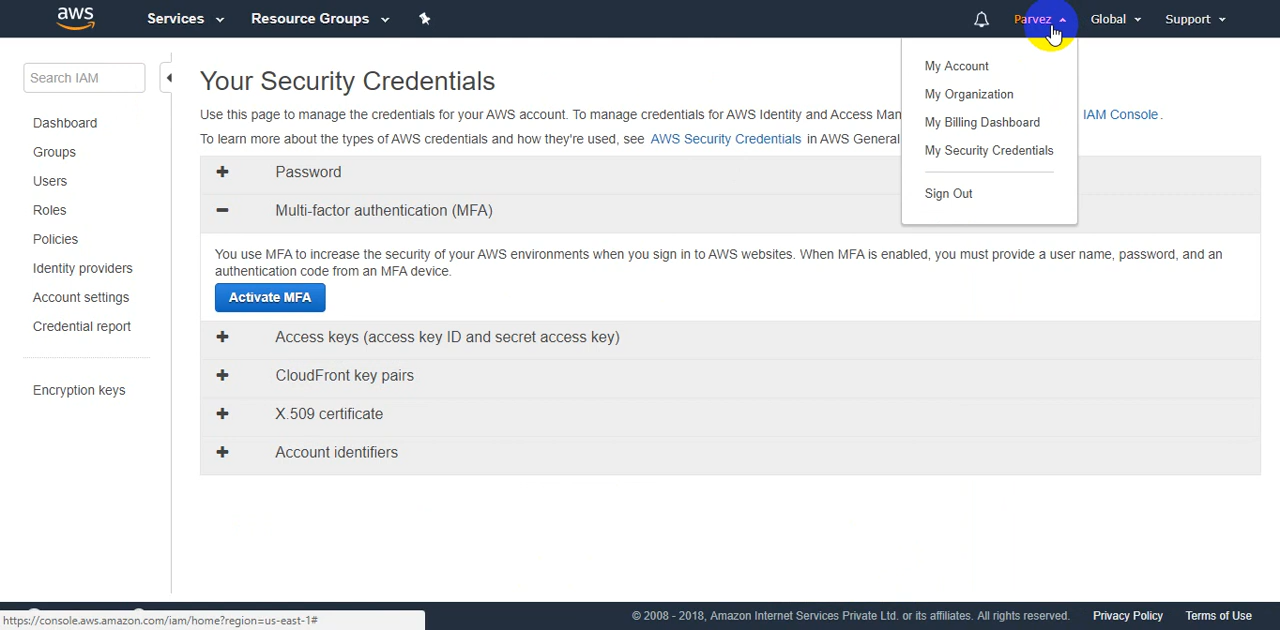 aws Services Resource Groups Parvez Global Support
My Account
My Organization
My Billing Dashboard
My Security Credentials
Sign Out
Search IAM
Dashboard
Groups
Users
Roles
Policies
Identity providers
Account settings
Credential report
Encryption keys
Your Security Credentials
Use this page to manage the credentials for your AWS account. To manage credentials for AWS Identity and Access Man IAM Console.
To learn more about the types of AWS credentials and how they're used, see AWS Security Credentials in AWS General
Password
Multi-factor authentication (MFA)
You use MFA to increase the security of your AWS environments when you sign in to AWS websites. When MFA is enabled, you must provide a user name, password, and an
authentication code from an MFA device.
Activate MFA
Access keys (access key ID and secret access key)
CloudFront key pairs
X.509 certificate
Account identifiers
https://console.aws.amazon.com/iam/home?region=us-east-1#
© 2008 - 2018, Amazon Internet Services Private Ltd. or its affiliates. All rights reserved. Privacy Policy Terms of Use